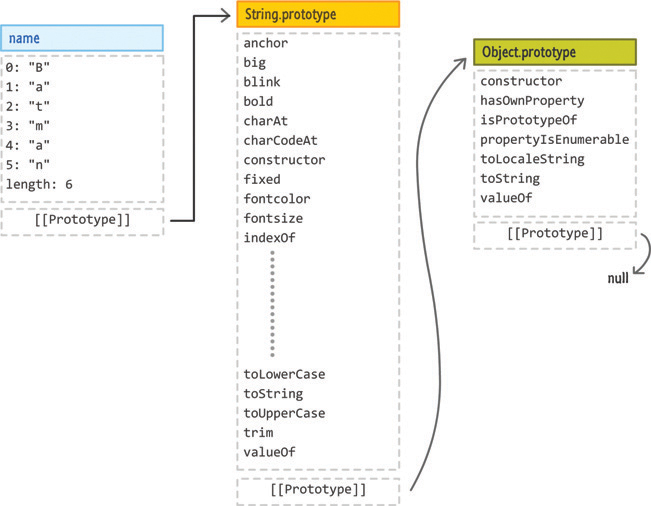 name
0: "B"
1: "a"
2: "t"
3: "m"
4: "a"
5: "n"
length: 6
[[Prototype]]
String.prototype
anchor
big
blink
bold
charAt
charCodeAt
constructor
fixed
fontcolor
fontsize
indexOf
toLowerCase
toString
toUpperCase
trim
valueOf
[[Prototype]]
Object.prototype
constructor
hasOwnProperty
isPrototypeOf
propertyIsEnumerable
toLocaleString
toString
valueOf
[[Prototype]]
null